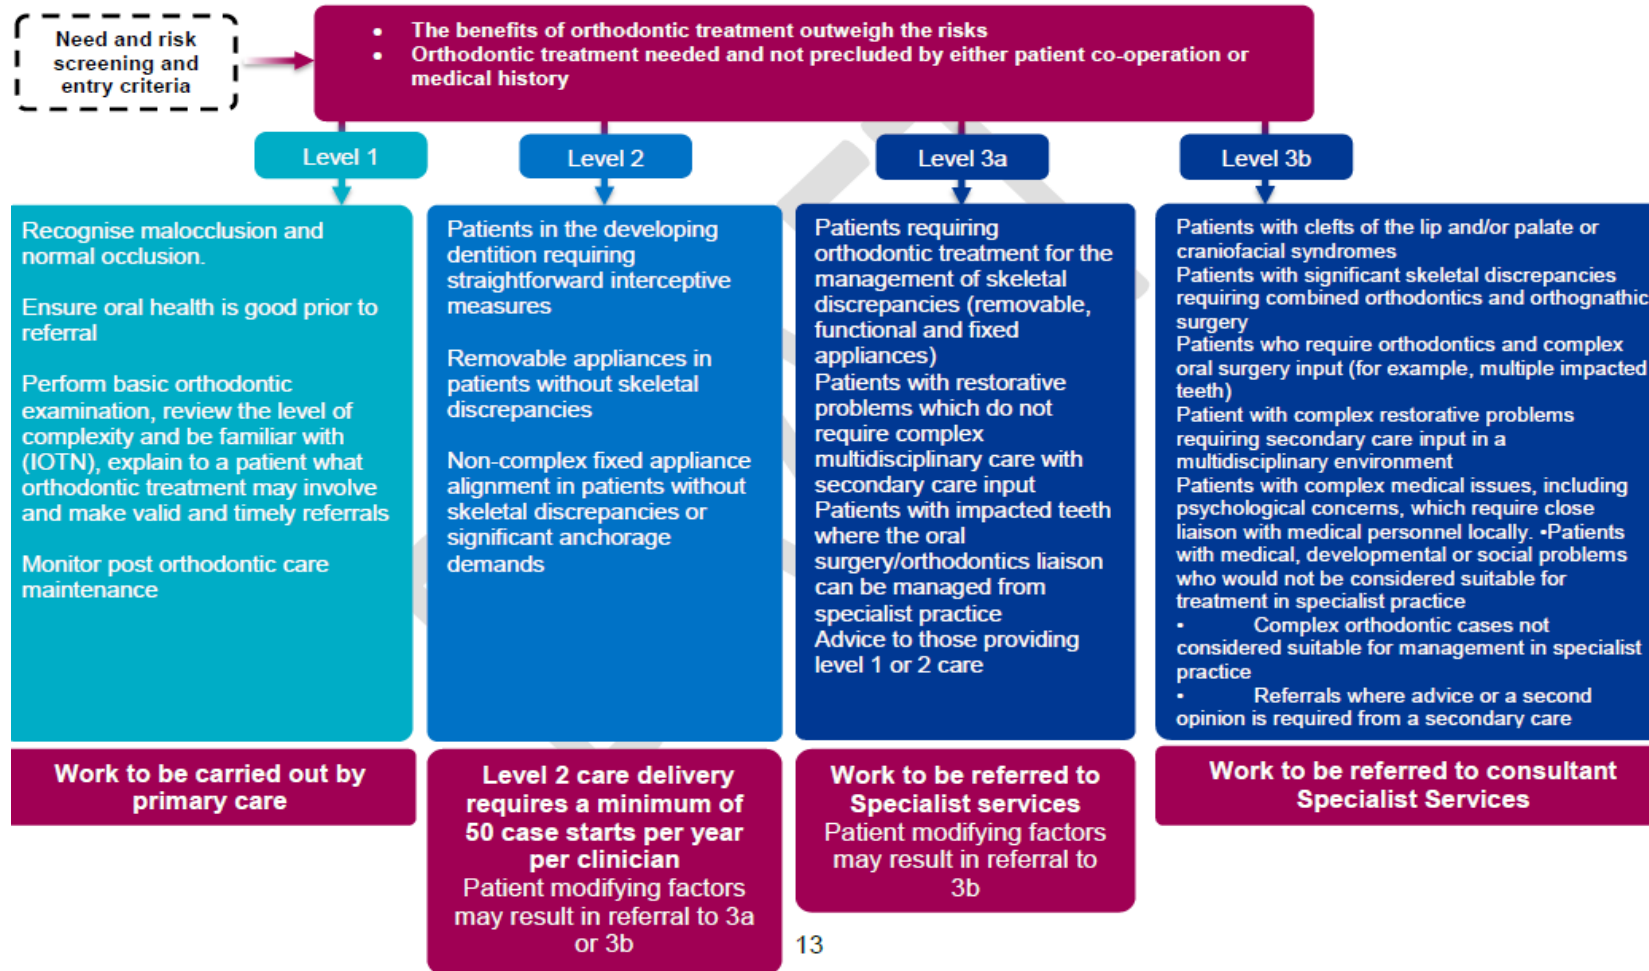 Need and risk
screening and
entry criteria
• The benefits of orthodontic treatment outweigh the risks
• Orthodontic treatment needed and not precluded by either patient co-operation or
medical history
Level 1
Level 2
Level 3a
Level 3b
Recognise malocclusion and
normal occlusion.
Ensure oral health is good prior to
referral
Perform basic orthodontic
examination, review the level of
complexity and be familiar with
(IOTN), explain to a patient what
orthodontic treatment may involve
and make valid and timely referrals
Monitor post orthodontic care
maintenance
Patients in the developing
dentition requiring
straightforward interceptive
measures
Removable appliances in
patients without skeletal
discrepancies
Non-complex fixed appliance
alignment in patients without
skeletal discrepancies or
significant anchorage
demands
Patients requiring
orthodontic treatment for the
management of skeletal
discrepancies (removable,
functional and fixed
appliances)
Patients with restorative
problems which do not
require complex
multidisciplinary care with
secondary care input
Patients with impacted teeth
where the oral
surgery/orthodontics liaison
can be managed from
specialist practice
Advice to those providing
level 1 or 2 care
Patients with clefts of the lip and/or palate or
craniofacial syndromes
Patients with significant skeletal discrepancies
requiring combined orthodontics and orthognathic
surgery
Patients who require orthodontics and complex
oral surgery input (for example, multiple impacted
teeth)
Patient with complex restorative problems
requiring secondary care input in a
multidisciplinary environment
Patients with complex medical issues, including
psychological concerns, which require close
liaison with medical personnel locally. •Patients
with medical, developmental or social problems
who would not be considered suitable for
treatment in specialist practice
• Complex orthodontic cases not
considered suitable for management in specialist
practice
• Referrals where advice or a second
opinion is required from a secondary care
Work to be carried out by
primary care
Level 2 care delivery
requires a minimum of
50 case starts per year
per clinician
Patient modifying factors
may result in referral to 3a
or 3b
Work to be referred to
Specialist services
Patient modifying factors
may result in referral to
3b
Work to be referred to consultant
Specialist Services
13